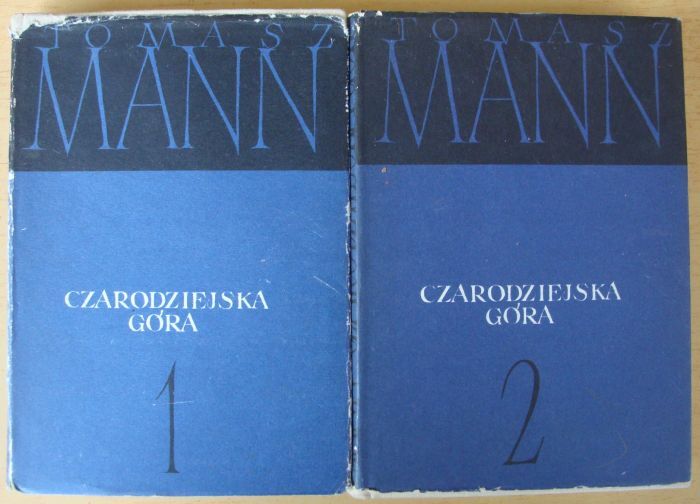 TOMASZ
MANN
CZARODZIEJSKA
GÓRA
1
TOMASZ
MANN
CZARODZIEJSKA
GÓRA
2